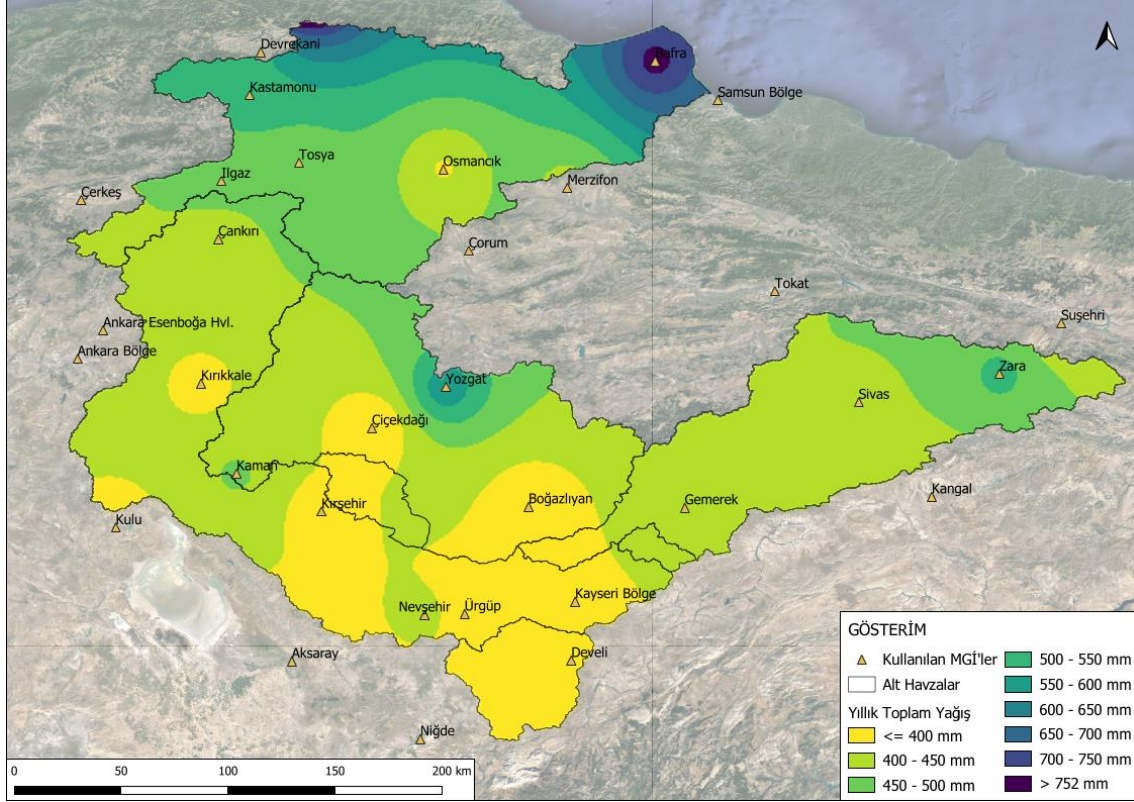 Devrekani
Bafra
Kastamonu
Samsun Bölge
Tosya
Osmancık
Ilgaz
Merzifon
Çerkeş
Çankırı
Çorum
Tokat
Ankara Esenboğa Hvl.
Suşehri
Ankara Bölge
Kırıkkale
Yozgat
Zara
Sivas
Çiçekdağı
Kaman
Kırşehir
Boğazlıyan
Gemerek
Kangal
Kulu
Nevşehir
Ürgüp
Kayseri Bölge
Aksaray
Develi
Niğde
GÖSTERİM
Kullanılan MGİ'ler
Alt Havzalar
Yıllık Toplam Yağış
<= 400 mm
400 - 450 mm
450 - 500 mm
500 - 550 mm
550 - 600 mm
600 - 650 mm
650 - 700 mm
700 - 750 mm
> 752 mm
0 50 100 150 200 km